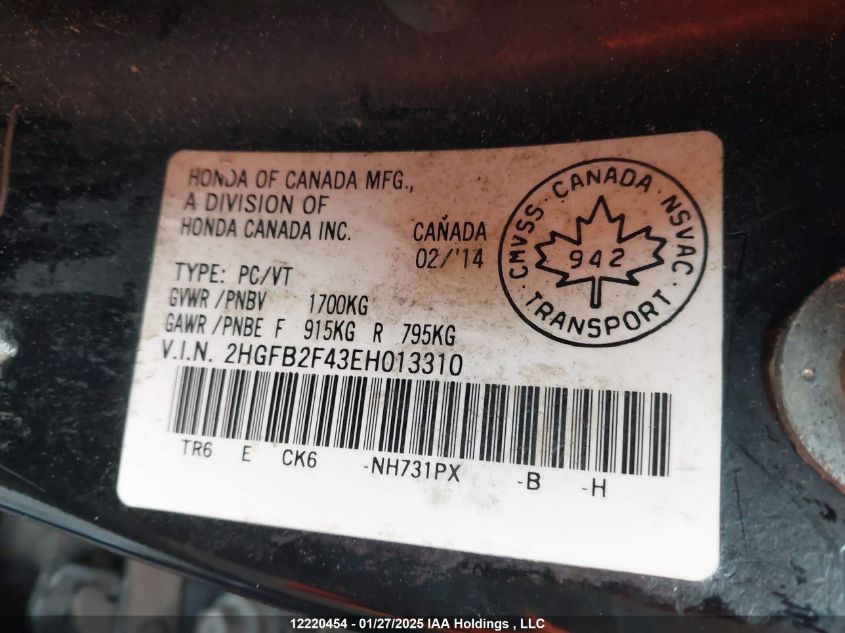 HONDA OF CANADA MFG.,
A DIVISION OF
HONDA CANADA INC.
CANADA
02/'14
TYPE: PC/VT
GVWR /PNBV 1700KG
GAWR /PNBE F 915KG R 795KG
V.I.N. 2HGFB2F43EH013310
TR6 E CK6 -NH731PX -B -H
CMVSS · CANADA · NSVAC ·
942
TRANSPORT ·
12220454 - 01/27/2025 IAA Holdings , LLC